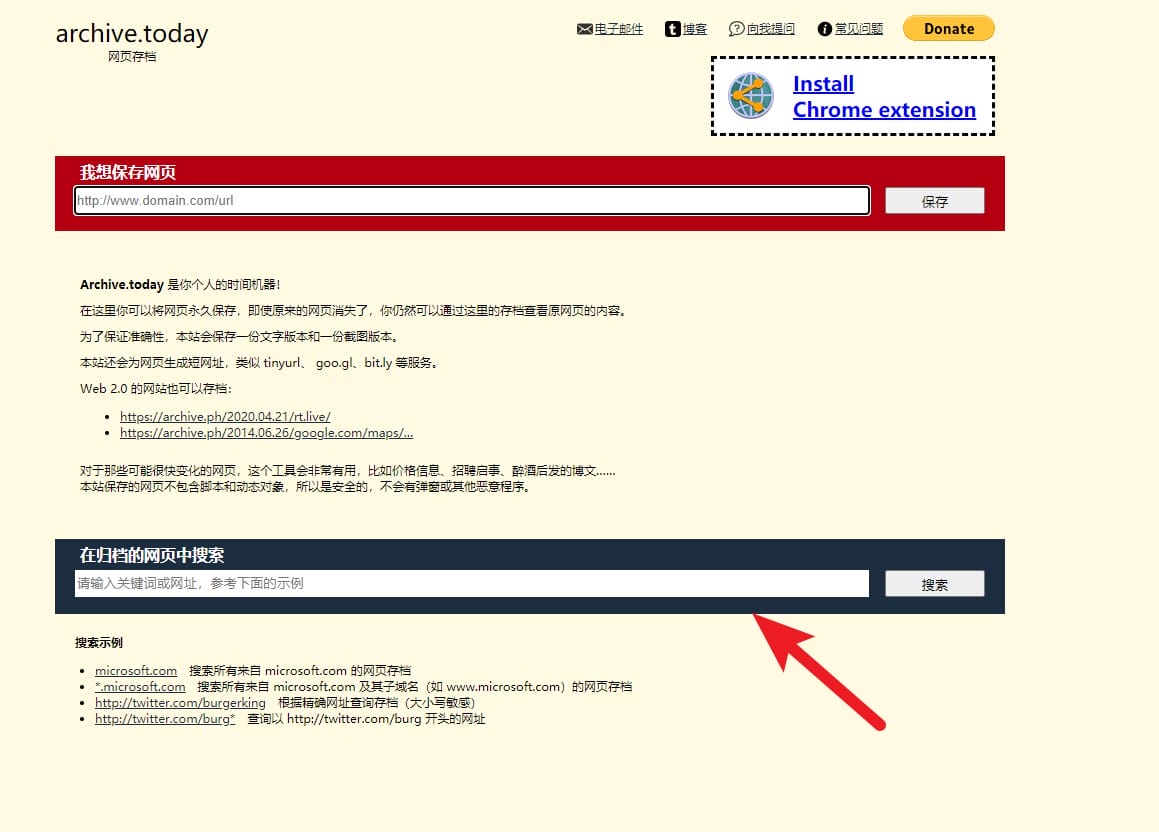 archive.today
网页存档
电子邮件 博客 向我提问 常见问题 Donate
Install
Chrome extension
我想保存网页
http://www.domain.com/url 保存
Archive.today 是你个人的时间机器！
在这里你可以将网页永久保存，即使原来的网页消失了，你仍然可以通过这里的存档查看原网页的内容。
为了保证准确性，本站会保存一份文字版本和一份截图版本。
本站还会为网页生成短网址，类似 tinyurl、 goo.gl、bit.ly 等服务。
Web 2.0 的网站也可以存档：
https://archive.ph/2020.04.21/rt.live/
https://archive.ph/2014.06.26/google.com/maps/...
对于那些可能很快变化的网页，这个工具会非常有用，比如价格信息、招聘启事、醉酒后发的博文……
本站保存的网页不包含脚本和动态对象，所以是安全的，不会有弹窗或其他恶意程序。
在归档的网页中搜索
请输入关键词或网址，参考下面的示例 搜索
搜索示例
microsoft.com 搜索所有来自 microsoft.com 的网页存档
*.microsoft.com 搜索所有来自 microsoft.com 及其子域名（如 www.microsoft.com）的网页存档
http://twitter.com/burgerking 根据精确网址查询存档（大小写敏感）
http://twitter.com/burg* 查询以 http://twitter.com/burg 开头的网址